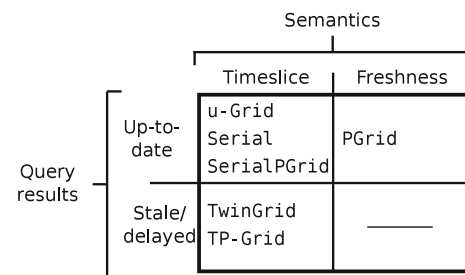 Semantics
Timeslice Freshness
Up-to-
date
u-Grid
Serial
SerialPGrid
PGrid
Query
results
Stale/
delayed
TwinGrid
TP-Grid